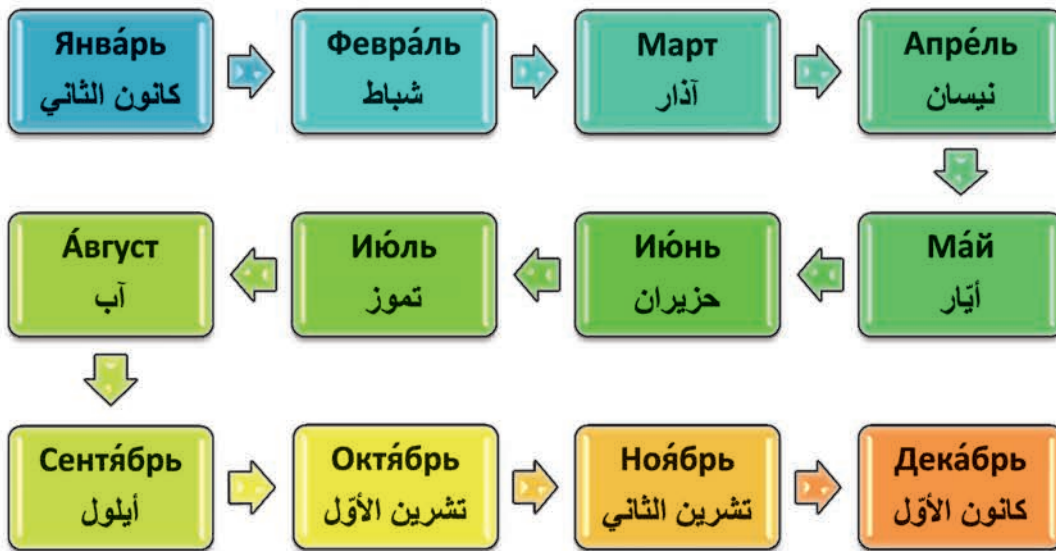 Янва́рь
كانون الثاني
Февра́ль
شباط
Март
آذار
Апре́ль
نيسان
Ма́й
أيّار
Ию́нь
حزيران
Ию́ль
تموز
А́вгуст
آب
Сентя́брь
أيلول
Октя́брь
تشرين الأوّل
Ноя́брь
تشرين الثاني
Дека́брь
كانون الأوّل